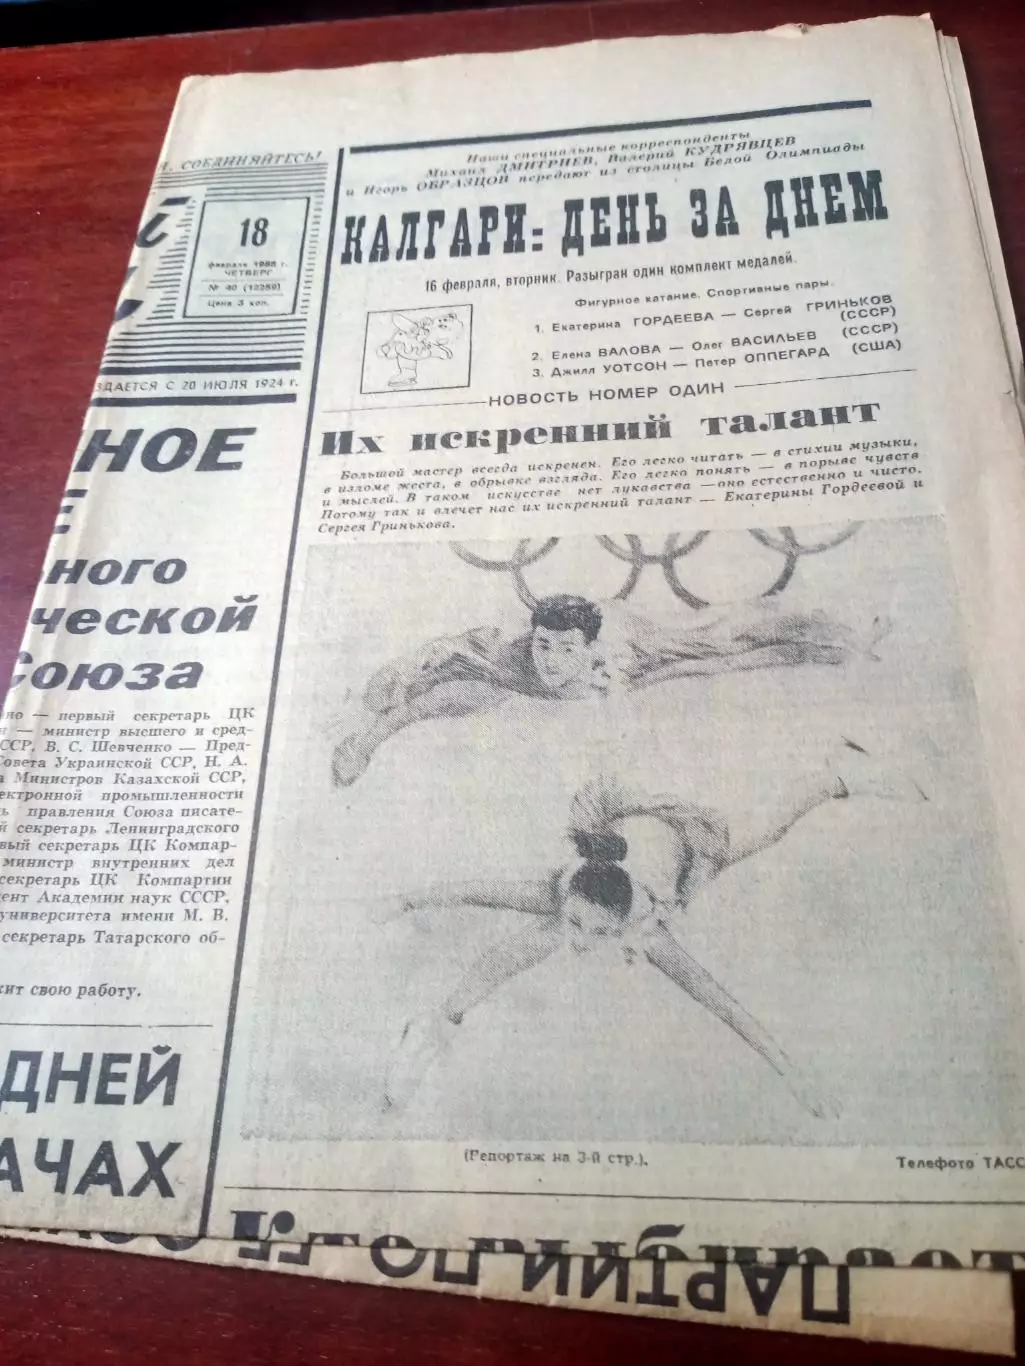 СОЕДИНЯЙТЕСЬ!
18
февраля 1988 г.
ЧЕТВЕРГ
№ 40 (12289)
Цена 3 коп.
ЗДАЕТСЯ С 20 ИЮЛЯ 1924 г.
НОЕ
Е
ного
ческой
Союза
но — первый секретарь ЦК
— министр высшего и сред-
ССР, В. С. Шевченко — Пред-
Совета Украинской ССР, Н. А.
а Министров Казахской ССР,
ектронной промышленности
ь правления Союза писате-
й секретарь Ленинградского
вый секретарь ЦК Компар-
министр внутренних дел
секретарь ЦК Компартии
ент Академии наук СССР,
университета имени М. В.
секретарь Татарского об-
жит свою работу.
ДНЕЙ
АЧАХ
Наши специальные корреспонденты
Михаил ДМИТРИЕВ, Валерий КУДРЯВЦЕВ
и Игорь ОБРАЗЦОВ передают из столицы Белой Олимпиады
КАЛГАРИ: ДЕНЬ ЗА ДНЕМ
16 февраля, вторник. Разыгран один комплект медалей.
Фигурное катание. Спортивные пары.
1. Екатерина ГОРДЕЕВА — Сергей ГРИНЬКОВ
(СССР)
2. Елена ВАЛОВА — Олег ВАСИЛЬЕВ (СССР)
3. Джилл УОТСОН — Петер ОППЕГАРД (США)
НОВОСТЬ НОМЕР ОДИН
Их искренний талант
Большой мастер всегда искренен. Его легко читать — в стихии музыки,
в изломе жеста, в обрывке взгляда. Его легко понять — в порыве чувств
и мыслей. В таком искусстве нет лукавства — оно естественно и чисто.
Потому так и влечет нас их искренний талант — Екатерины Гордеевой и
Сергея Гринькова.
(Репортаж на 3-й стр.).
Телефото ТАСС
ПАРТИЙ ПО